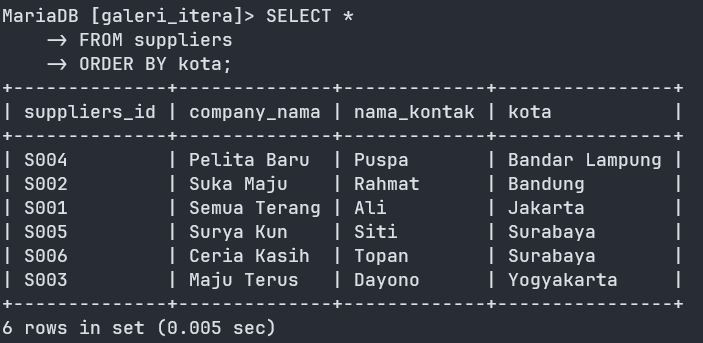 MariaDB [galeri_itera]> SELECT *
    -> FROM suppliers
    -> ORDER BY kota;
+--------------+--------------+-------------+----------------+
| suppliers_id | company_nama | nama_kontak | kota           |
+--------------+--------------+-------------+----------------+
| S004         | Pelita Baru  | Puspa       | Bandar Lampung |
| S002         | Suka Maju    | Rahmat      | Bandung        |
| S001         | Semua Terang | Ali         | Jakarta        |
| S005         | Surya Kun    | Siti        | Surabaya       |
| S006         | Ceria Kasih  | Topan       | Surabaya       |
| S003         | Maju Terus   | Dayono      | Yogyakarta     |
+--------------+--------------+-------------+----------------+
6 rows in set (0.005 sec)